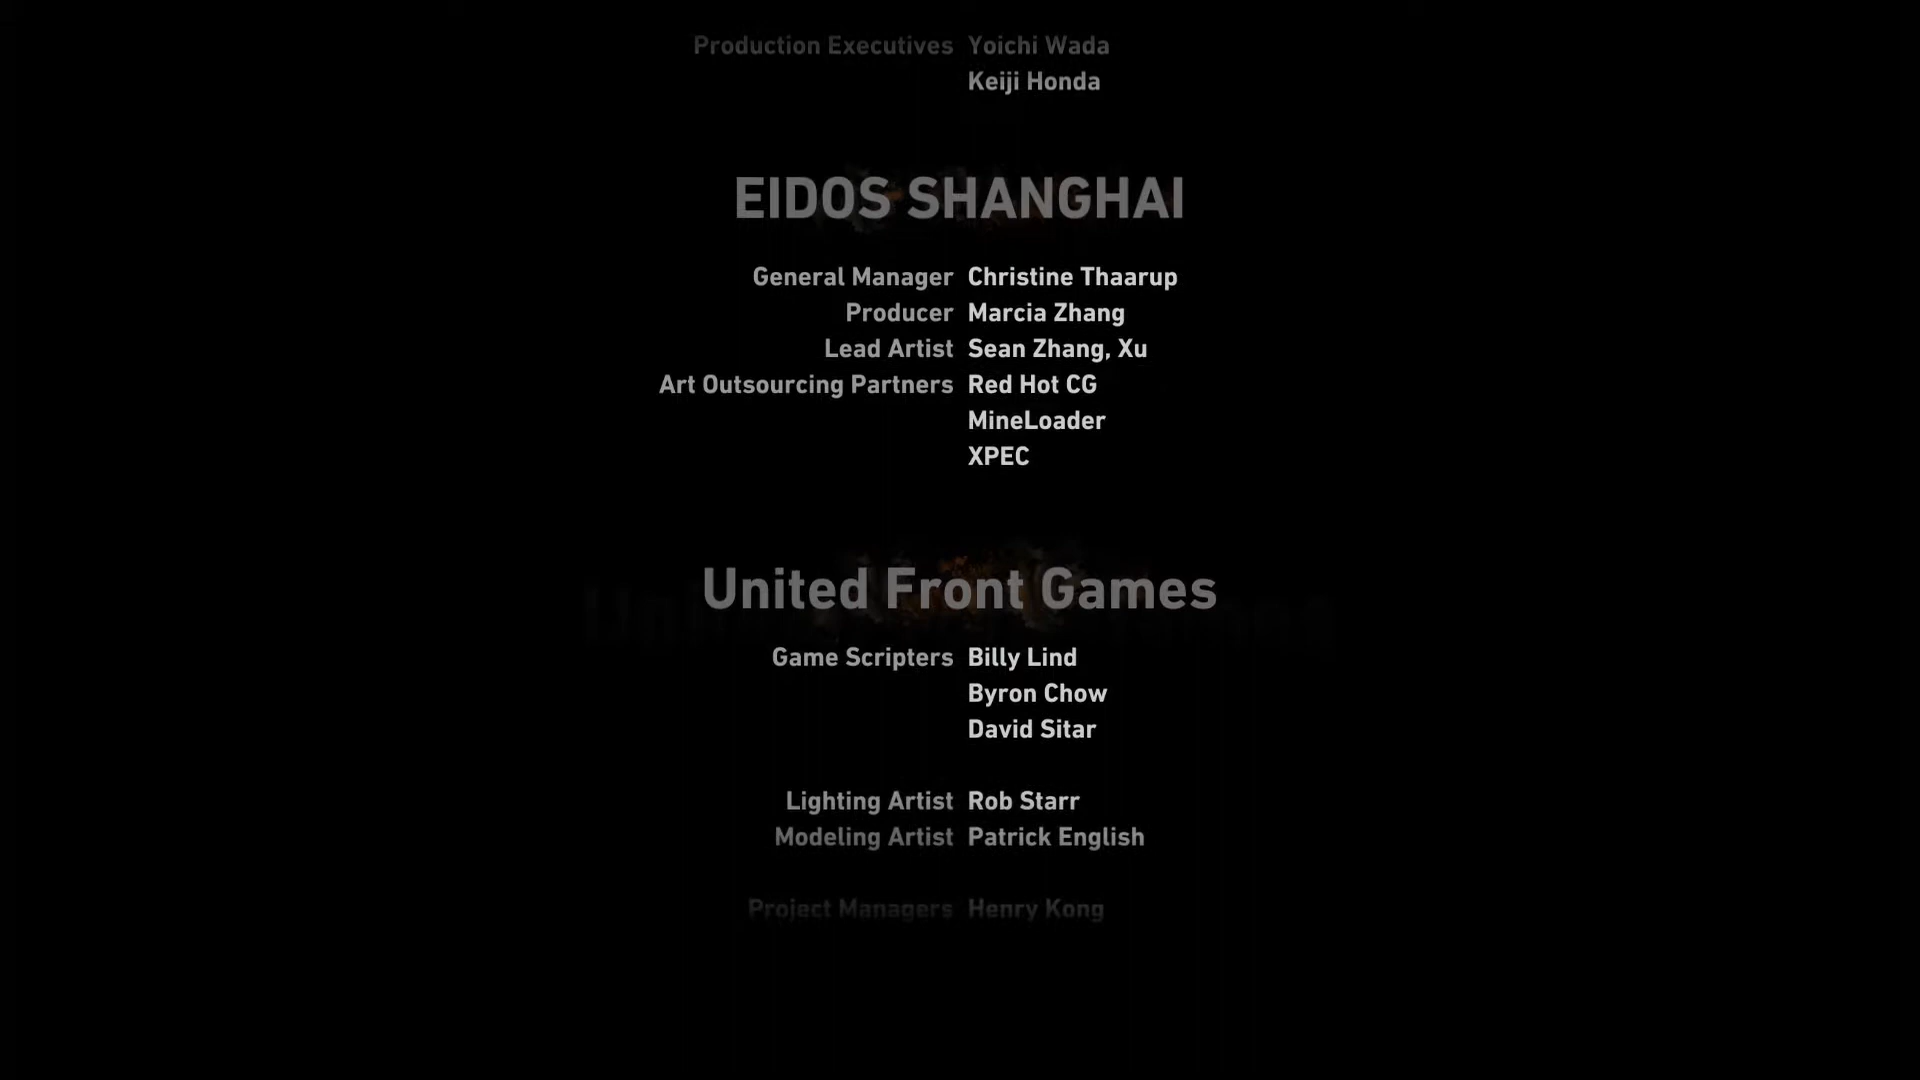 Production Executives Yoichi Wada
Keiji Honda
EIDOS SHANGHAI
General Manager Christine Thaarup
Producer Marcia Zhang
Lead Artist Sean Zhang, Xu
Art Outsourcing Partners Red Hot CG
MineLoader
XPEC
United Front Games
Game Scripters Billy Lind
Byron Chow
David Sitar
Lighting Artist Rob Starr
Modeling Artist Patrick English
Project Managers Henry Kong